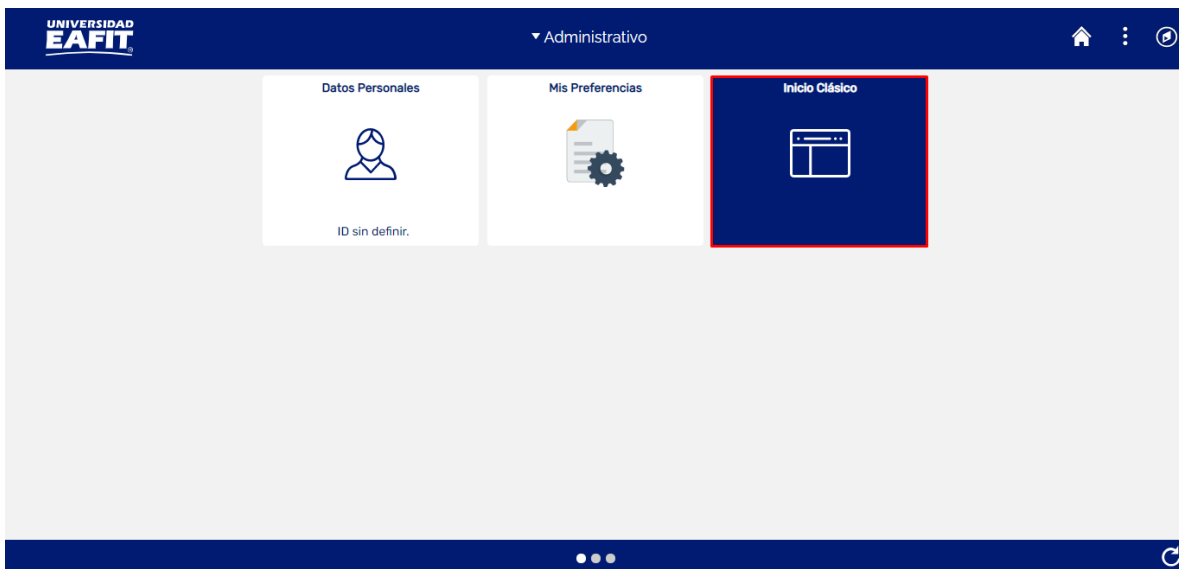 UNIVERSIDAD
EAFIT
Administrativo
Datos Personales
Mis Preferencias
Inicio Clásico
ID sin definir.